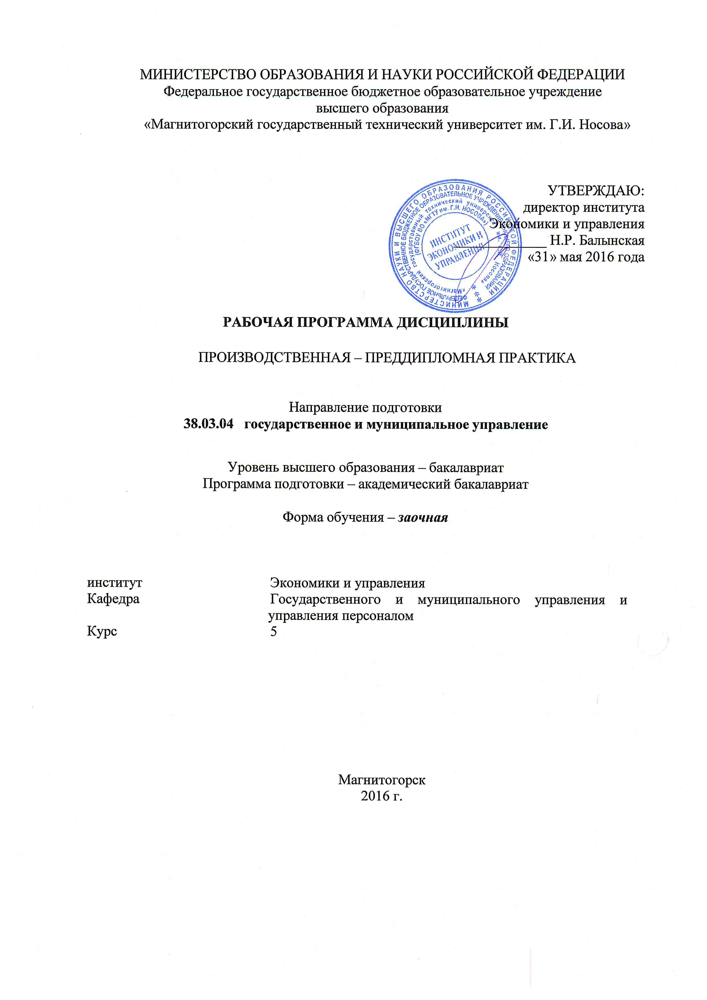 МИНИСТЕРСТВО ОБРАЗОВАНИЯ И НАУКИ РОССИЙСКОЙ ФЕДЕРАЦИИ
Федеральное государственное бюджетное образовательное учреждение
высшего образования
«Магнитогорский государственный технический университет им. Г.И. Носова»
УТВЕРЖДАЮ:
директор института
Экономики и управления
______________ Н.Р. Балынская
«31» мая 2016 года
МИНИСТЕРСТВО НАУКИ И ВЫСШЕГО ОБРАЗОВАНИЯ РОССИЙСКОЙ ФЕДЕРАЦИИ
ФЕДЕРАЛЬНОЕ ГОСУДАРСТВЕННОЕ БЮДЖЕТНОЕ ОБРАЗОВАТЕЛЬНОЕ УЧРЕЖДЕНИЕ ВЫСШЕГО ОБРАЗОВАНИЯ
«Магнитогорский государственный технический университет им. Г.И. Носова»
(ФГБОУ ВО «МГТУ им. Г.И. НОСОВА»)
ИНСТИТУТ
ЭКОНОМИКИ И
УПРАВЛЕНИЯ
РАБОЧАЯ ПРОГРАММА ДИСЦИПЛИНЫ
ПРОИЗВОДСТВЕННАЯ – ПРЕДДИПЛОМНАЯ ПРАКТИКА
Направление подготовки
38.03.04 государственное и муниципальное управление
Уровень высшего образования – бакалавриат
Программа подготовки – академический бакалавриат
Форма обучения – заочная
институт Экономики и управления
Кафедра Государственного и муниципального управления и
управления персоналом
Курс 5
Магнитогорск
2016 г.